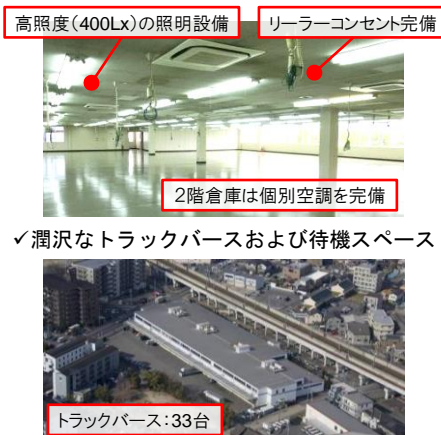 高照度(400Lx)の照明設備
リーラーコンセント完備
2階倉庫は個別空調を完備
✓潤沢なトラックバースおよび待機スペース
トラックバース:33台